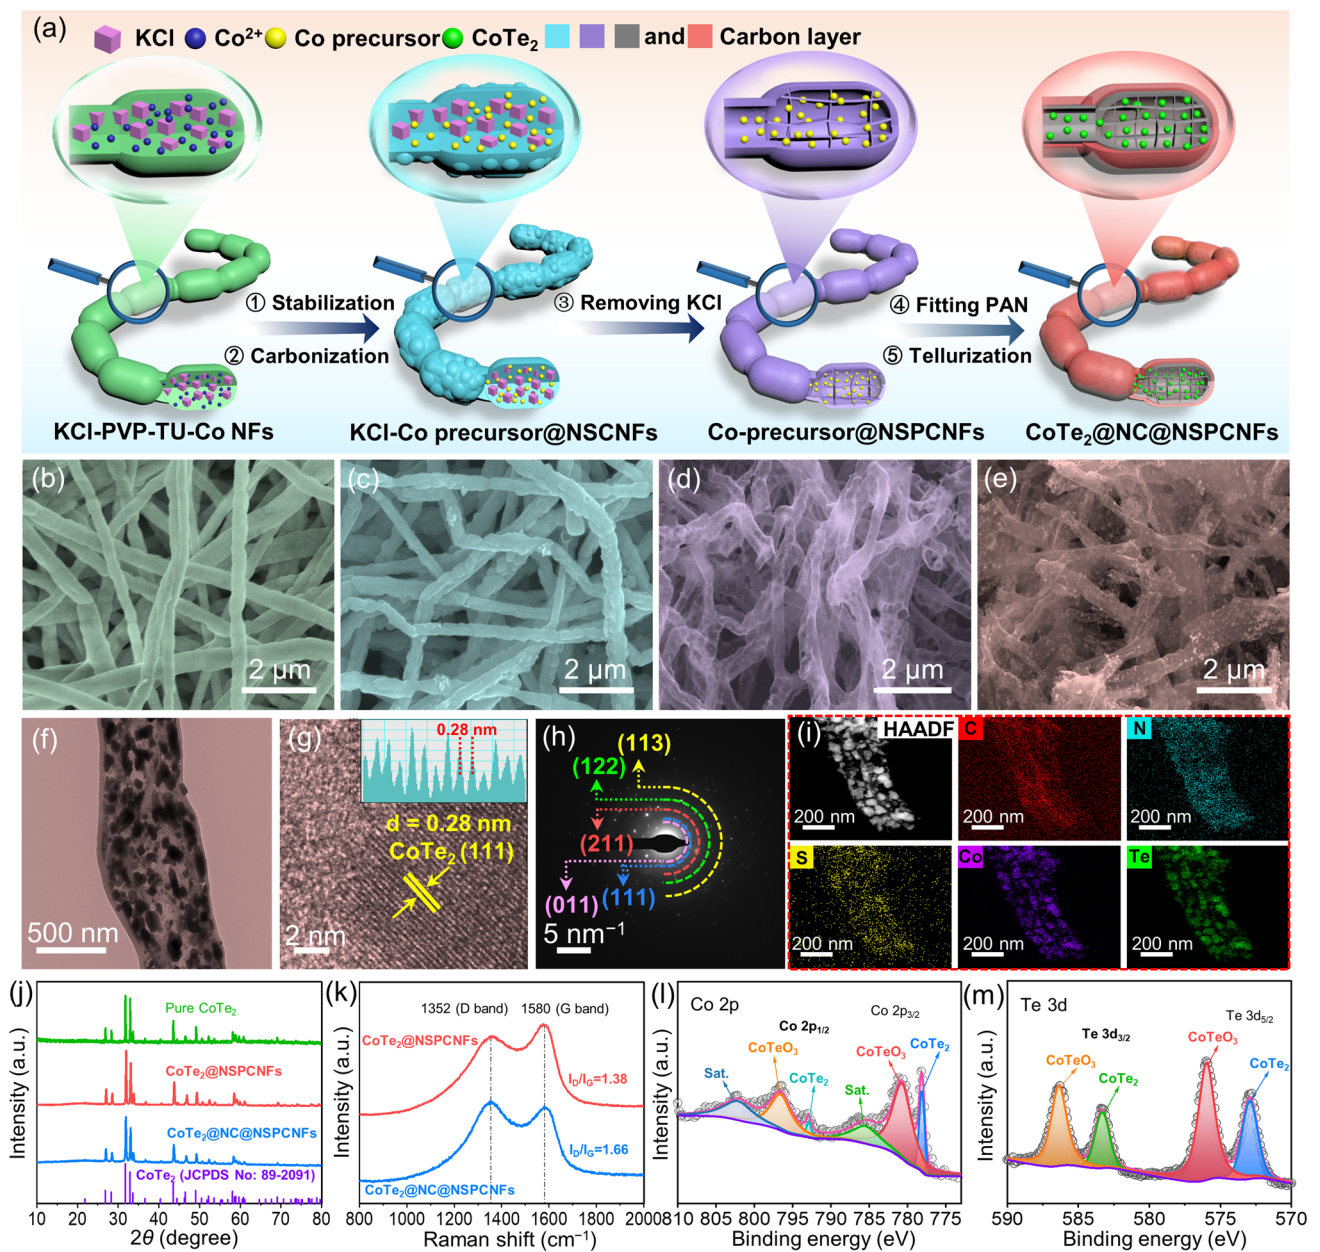 (a) KCl Co²⁺ Co precursor CoTe₂ and Carbon layer
① Stabilization
② Carbonization
③ Removing KCl
④ Fitting PAN
⑤ Tellurization
KCl-PVP-TU-Co NFs
KCl-Co precursor@NSCNFs
Co-precursor@NSPCNFs
CoTe₂@NC@NSPCNFs
(b)
2 μm
(c)
2 μm
(d)
2 μm
(e)
2 μm
(f)
500 nm
(g)
0.28 nm
d = 0.28 nm
CoTe₂ (111)
2 nm
(h)
(113)
(122)
(211)
(011)
(111)
5 nm⁻¹
(i)
HAADF
200 nm
C
200 nm
N
200 nm
S
200 nm
Co
200 nm
Te
200 nm
(j)
Pure CoTe₂
CoTe₂@NSPCNFs
CoTe₂@NC@NSPCNFs
CoTe₂ (JCPDS No: 89-2091)
Intensity (a.u.)
10 20 30 40 50 60 70 80
2θ (degree)
(k)
1352 (D band) 1580 (G band)
CoTe₂@NSPCNFs
I_D/I_G=1.38
I_D/I_G=1.66
CoTe₂@NC@NSPCNFs
Intensity (a.u.)
800 1000 1200 1400 1600 1800 2000
Raman shift (cm⁻¹)
(l) Co 2p
Co 2p₃/₂
Co 2p₁/₂
CoTeO₃
CoTeO₃
CoTe₂
Sat.
CoTe₂
Sat.
Intensity (a.u.)
810 805 795 790 785 780 775
Binding energy (eV)
(m) Te 3d
Te 3d₅/₂
Te 3d₃/₂
CoTeO₃
CoTeO₃
CoTe₂
CoTe₂
Intensity (a.u.)
590 585 580 575 570
Binding energy (eV)